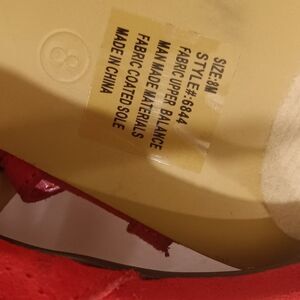 8
SIZE:8M
STYLE#:6844
FABRIC UPPER BALANCE
MAN MADE MATERIALS
FABRIC COATED SOLE
MADE IN CHINA